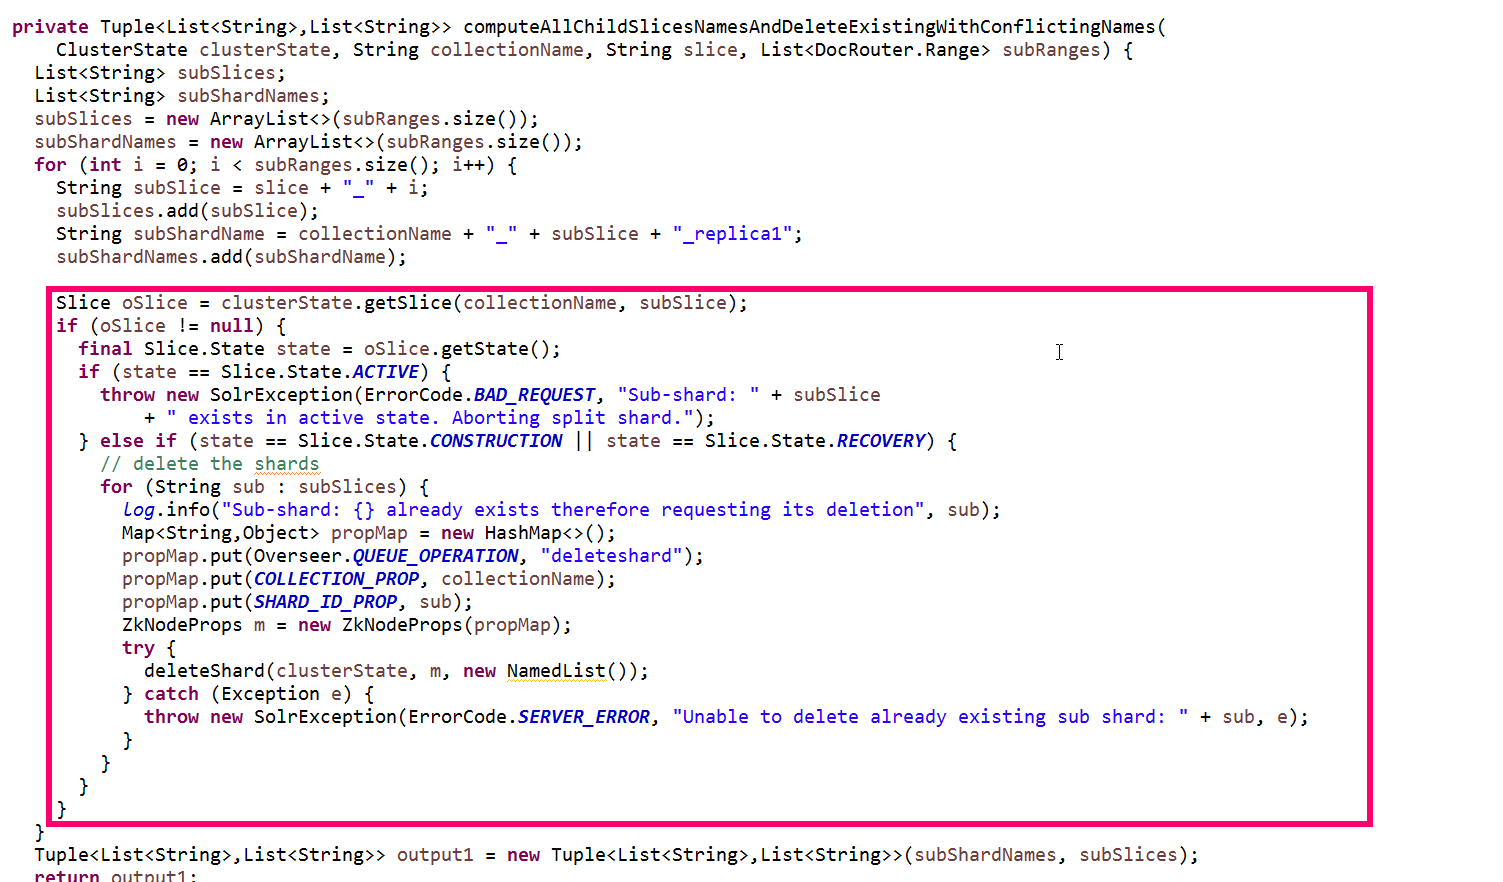 private Tuple<List<String>,List<String>> computeAllChildSlicesNamesAndDeleteExistingWithConflictingNames(
    ClusterState clusterState, String collectionName, String slice, List<DocRouter.Range> subRanges) {
  List<String> subSlices;
  List<String> subShardNames;
  subSlices = new ArrayList<>(subRanges.size());
  subShardNames = new ArrayList<>(subRanges.size());
  for (int i = 0; i < subRanges.size(); i++) {
    String subSlice = slice + "_" + i;
    subSlices.add(subSlice);
    String subShardName = collectionName + "_" + subSlice + "_replica1";
    subShardNames.add(subShardName);
    Slice oSlice = clusterState.getSlice(collectionName, subSlice);
    if (oSlice != null) {
      final Slice.State state = oSlice.getState();
      if (state == Slice.State.ACTIVE) {
        throw new SolrException(ErrorCode.BAD_REQUEST, "Sub-shard: " + subSlice
            + " exists in active state. Aborting split shard.");
      } else if (state == Slice.State.CONSTRUCTION || state == Slice.State.RECOVERY) {
        // delete the shards
        for (String sub : subSlices) {
          log.info("Sub-shard: {} already exists therefore requesting its deletion", sub);
          Map<String,Object> propMap = new HashMap<>();
          propMap.put(Overseer.QUEUE_OPERATION, "deleteshard");
          propMap.put(COLLECTION_PROP, collectionName);
          propMap.put(SHARD_ID_PROP, sub);
          ZkNodeProps m = new ZkNodeProps(propMap);
          try {
            deleteShard(clusterState, m, new NamedList());
          } catch (Exception e) {
            throw new SolrException(ErrorCode.SERVER_ERROR, "Unable to delete already existing sub shard: " + sub, e);
          }
        }
      }
    }
  }
  Tuple<List<String>,List<String>> output1 = new Tuple<List<String>,List<String>>(subShardNames, subSlices);
  return output1;